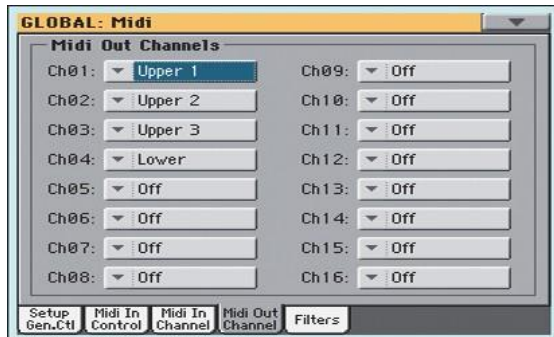 GLOBAL: Midi
Midi Out Channels
Ch01: Upper 1
Ch02: Upper 2
Ch03: Upper 3
Ch04: Lower
Ch05: Off
Ch06: Off
Ch07: Off
Ch08: Off
Ch09: Off
Ch10: Off
Ch11: Off
Ch12: Off
Ch13: Off
Ch14: Off
Ch15: Off
Ch16: Off
Setup Gen.Ctl
Midi In Control
Midi In Channel
Midi Out Channel
Filters